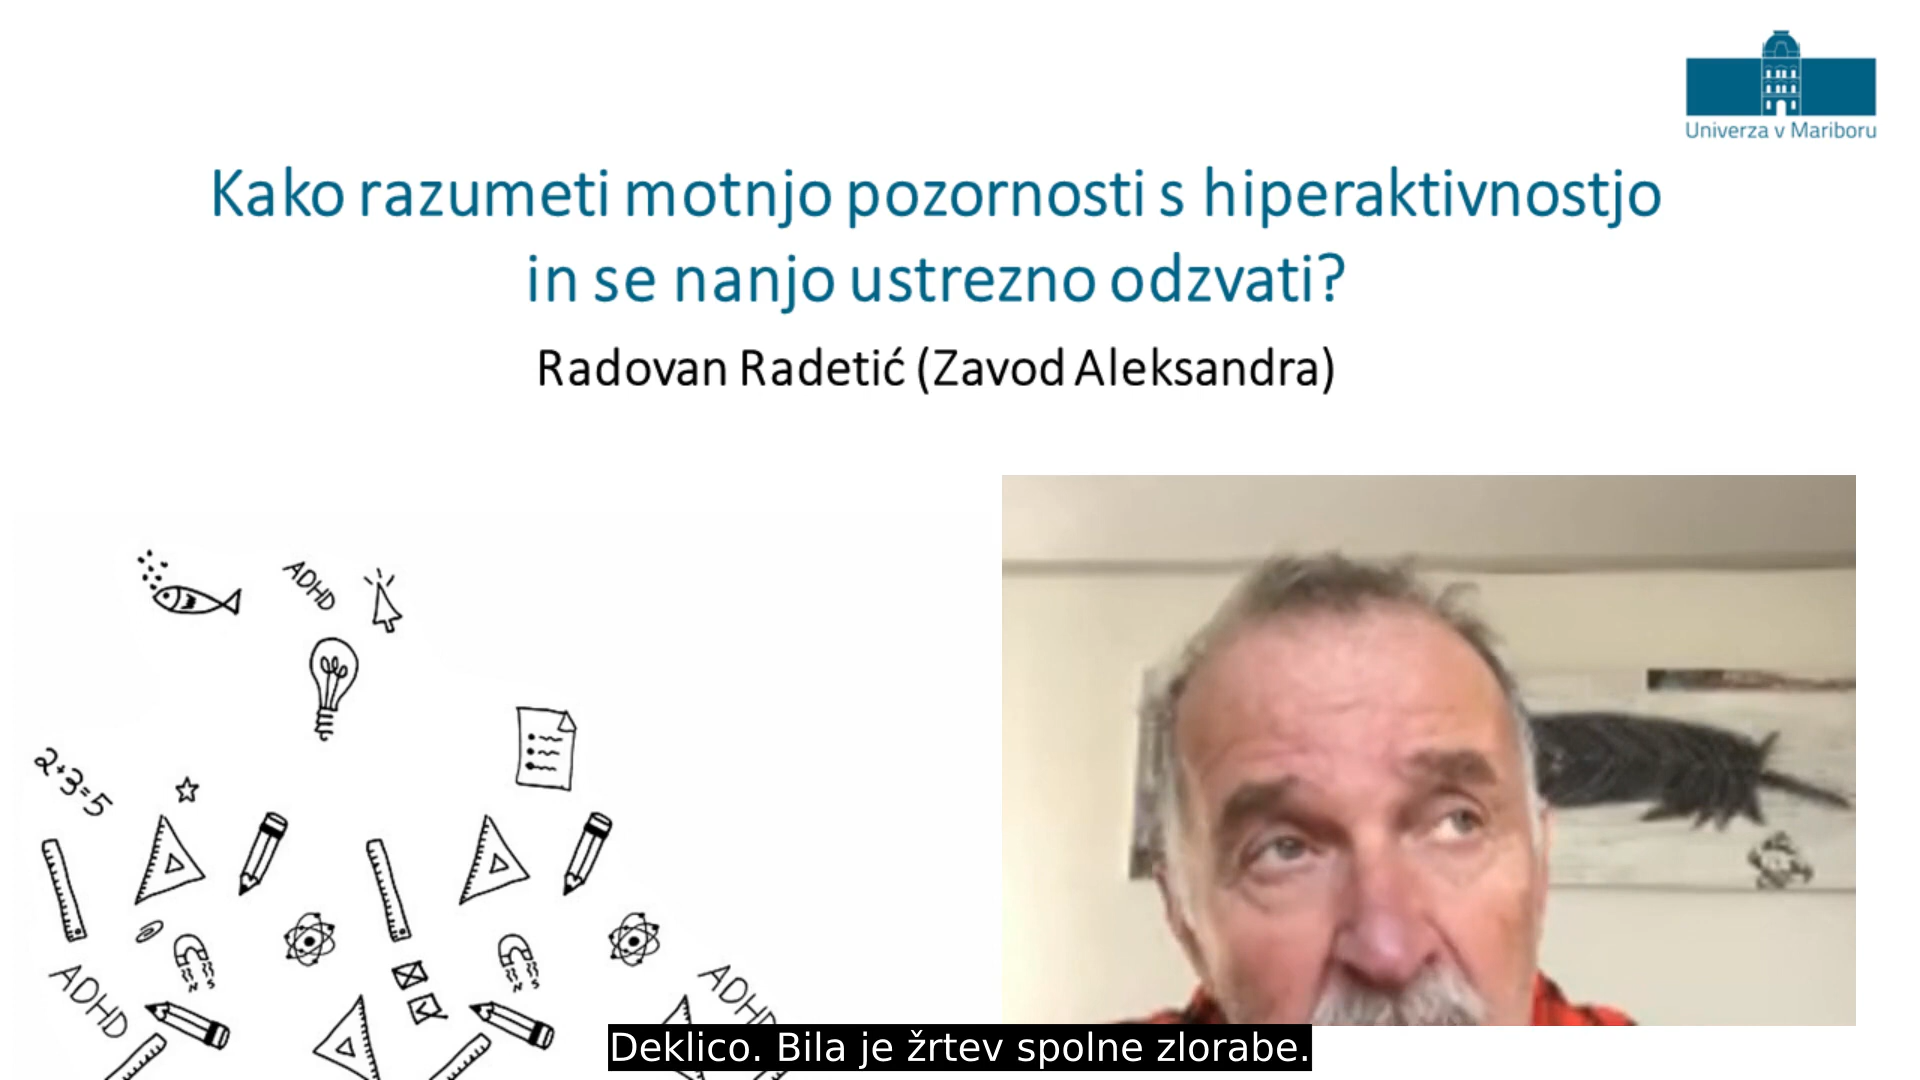 Univerza v Mariboru
Kako razumeti motnjo pozornosti s hiperaktivnostjo
in se nanjo ustrezno odzvati?
Radovan Radetić (Zavod Aleksandra)
ADHD
2+3=5
ADHD
ADHD
Deklico. Bila je žrtev spolne zlorabe.